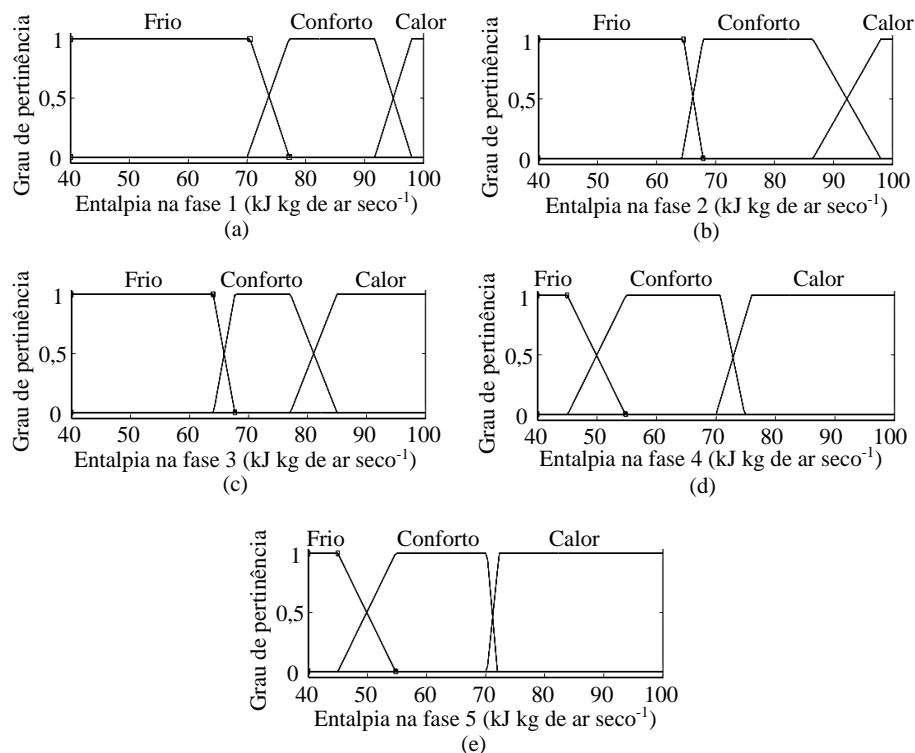 Frio Conforto Calor
Grau de pertinência
1
0,5
0
40 50 60 70 80 90 100
Entalpia na fase 1 (kJ kg de ar seco⁻¹)
(a)
Frio Conforto Calor
Grau de pertinência
1
0,5
0
40 50 60 70 80 90 100
Entalpia na fase 2 (kJ kg de ar seco⁻¹)
(b)
Frio Conforto Calor
Grau de pertinência
1
0,5
0
40 50 60 70 80 90 100
Entalpia na fase 3 (kJ kg de ar seco⁻¹)
(c)
Frio Conforto Calor
Grau de pertinência
1
0,5
0
40 50 60 70 80 90 100
Entalpia na fase 4 (kJ kg de ar seco⁻¹)
(d)
Frio Conforto Calor
Grau de pertinência
1
0,5
0
40 50 60 70 80 90 100
Entalpia na fase 5 (kJ kg de ar seco⁻¹)
(e)